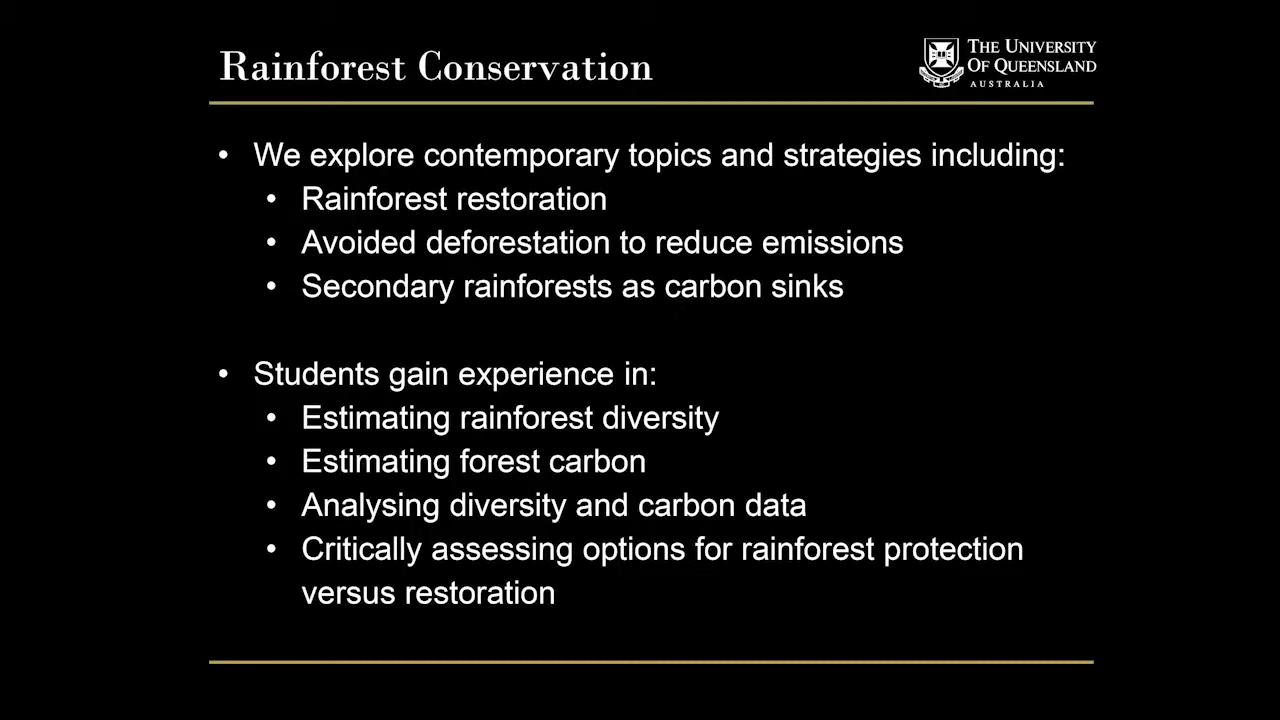 Rainforest Conservation
THE UNIVERSITY
OF QUEENSLAND
AUSTRALIA
• We explore contemporary topics and strategies including:
• Rainforest restoration
• Avoided deforestation to reduce emissions
• Secondary rainforests as carbon sinks
• Students gain experience in:
• Estimating rainforest diversity
• Estimating forest carbon
• Analysing diversity and carbon data
• Critically assessing options for rainforest protection
versus restoration